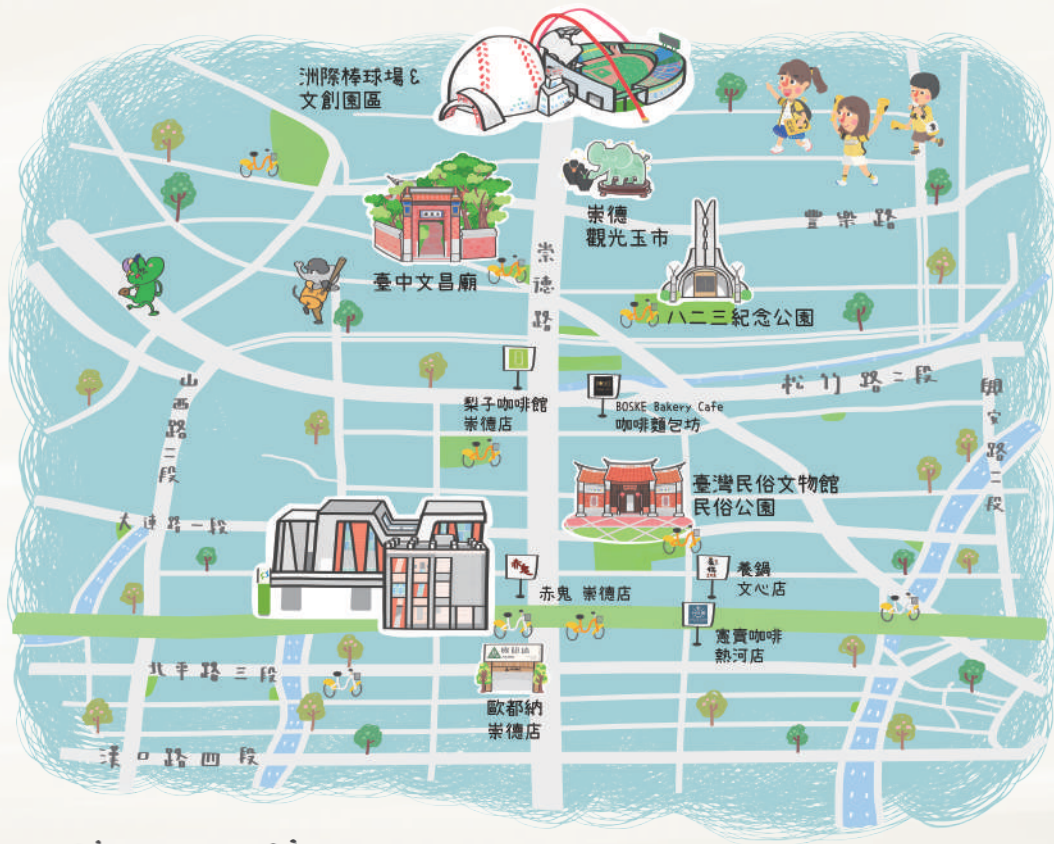 洲際棒球場&
文創園區
崇德
觀光玉市
豐樂路
臺中文昌廟
崇德路
八二三紀念公園
山西路二段
梨子咖啡館
崇德店
BOSKE Bakery Cafe
咖啡麵包坊
松竹路二段
興安路二段
臺灣民俗文物館
民俗公園
大連路一段
赤鬼
赤鬼 崇德店
養鍋
文心店
憲賣咖啡
熱河店
北平路三段
歐都納
歐都納
崇德店
漢口路四段